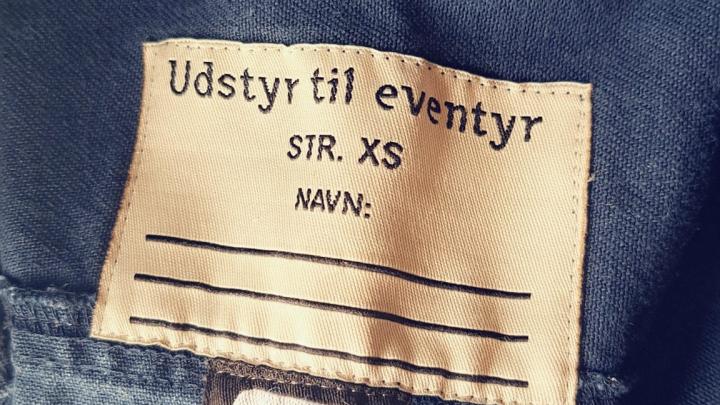 Udstyr til eventyr
STR. XS
NAVN: